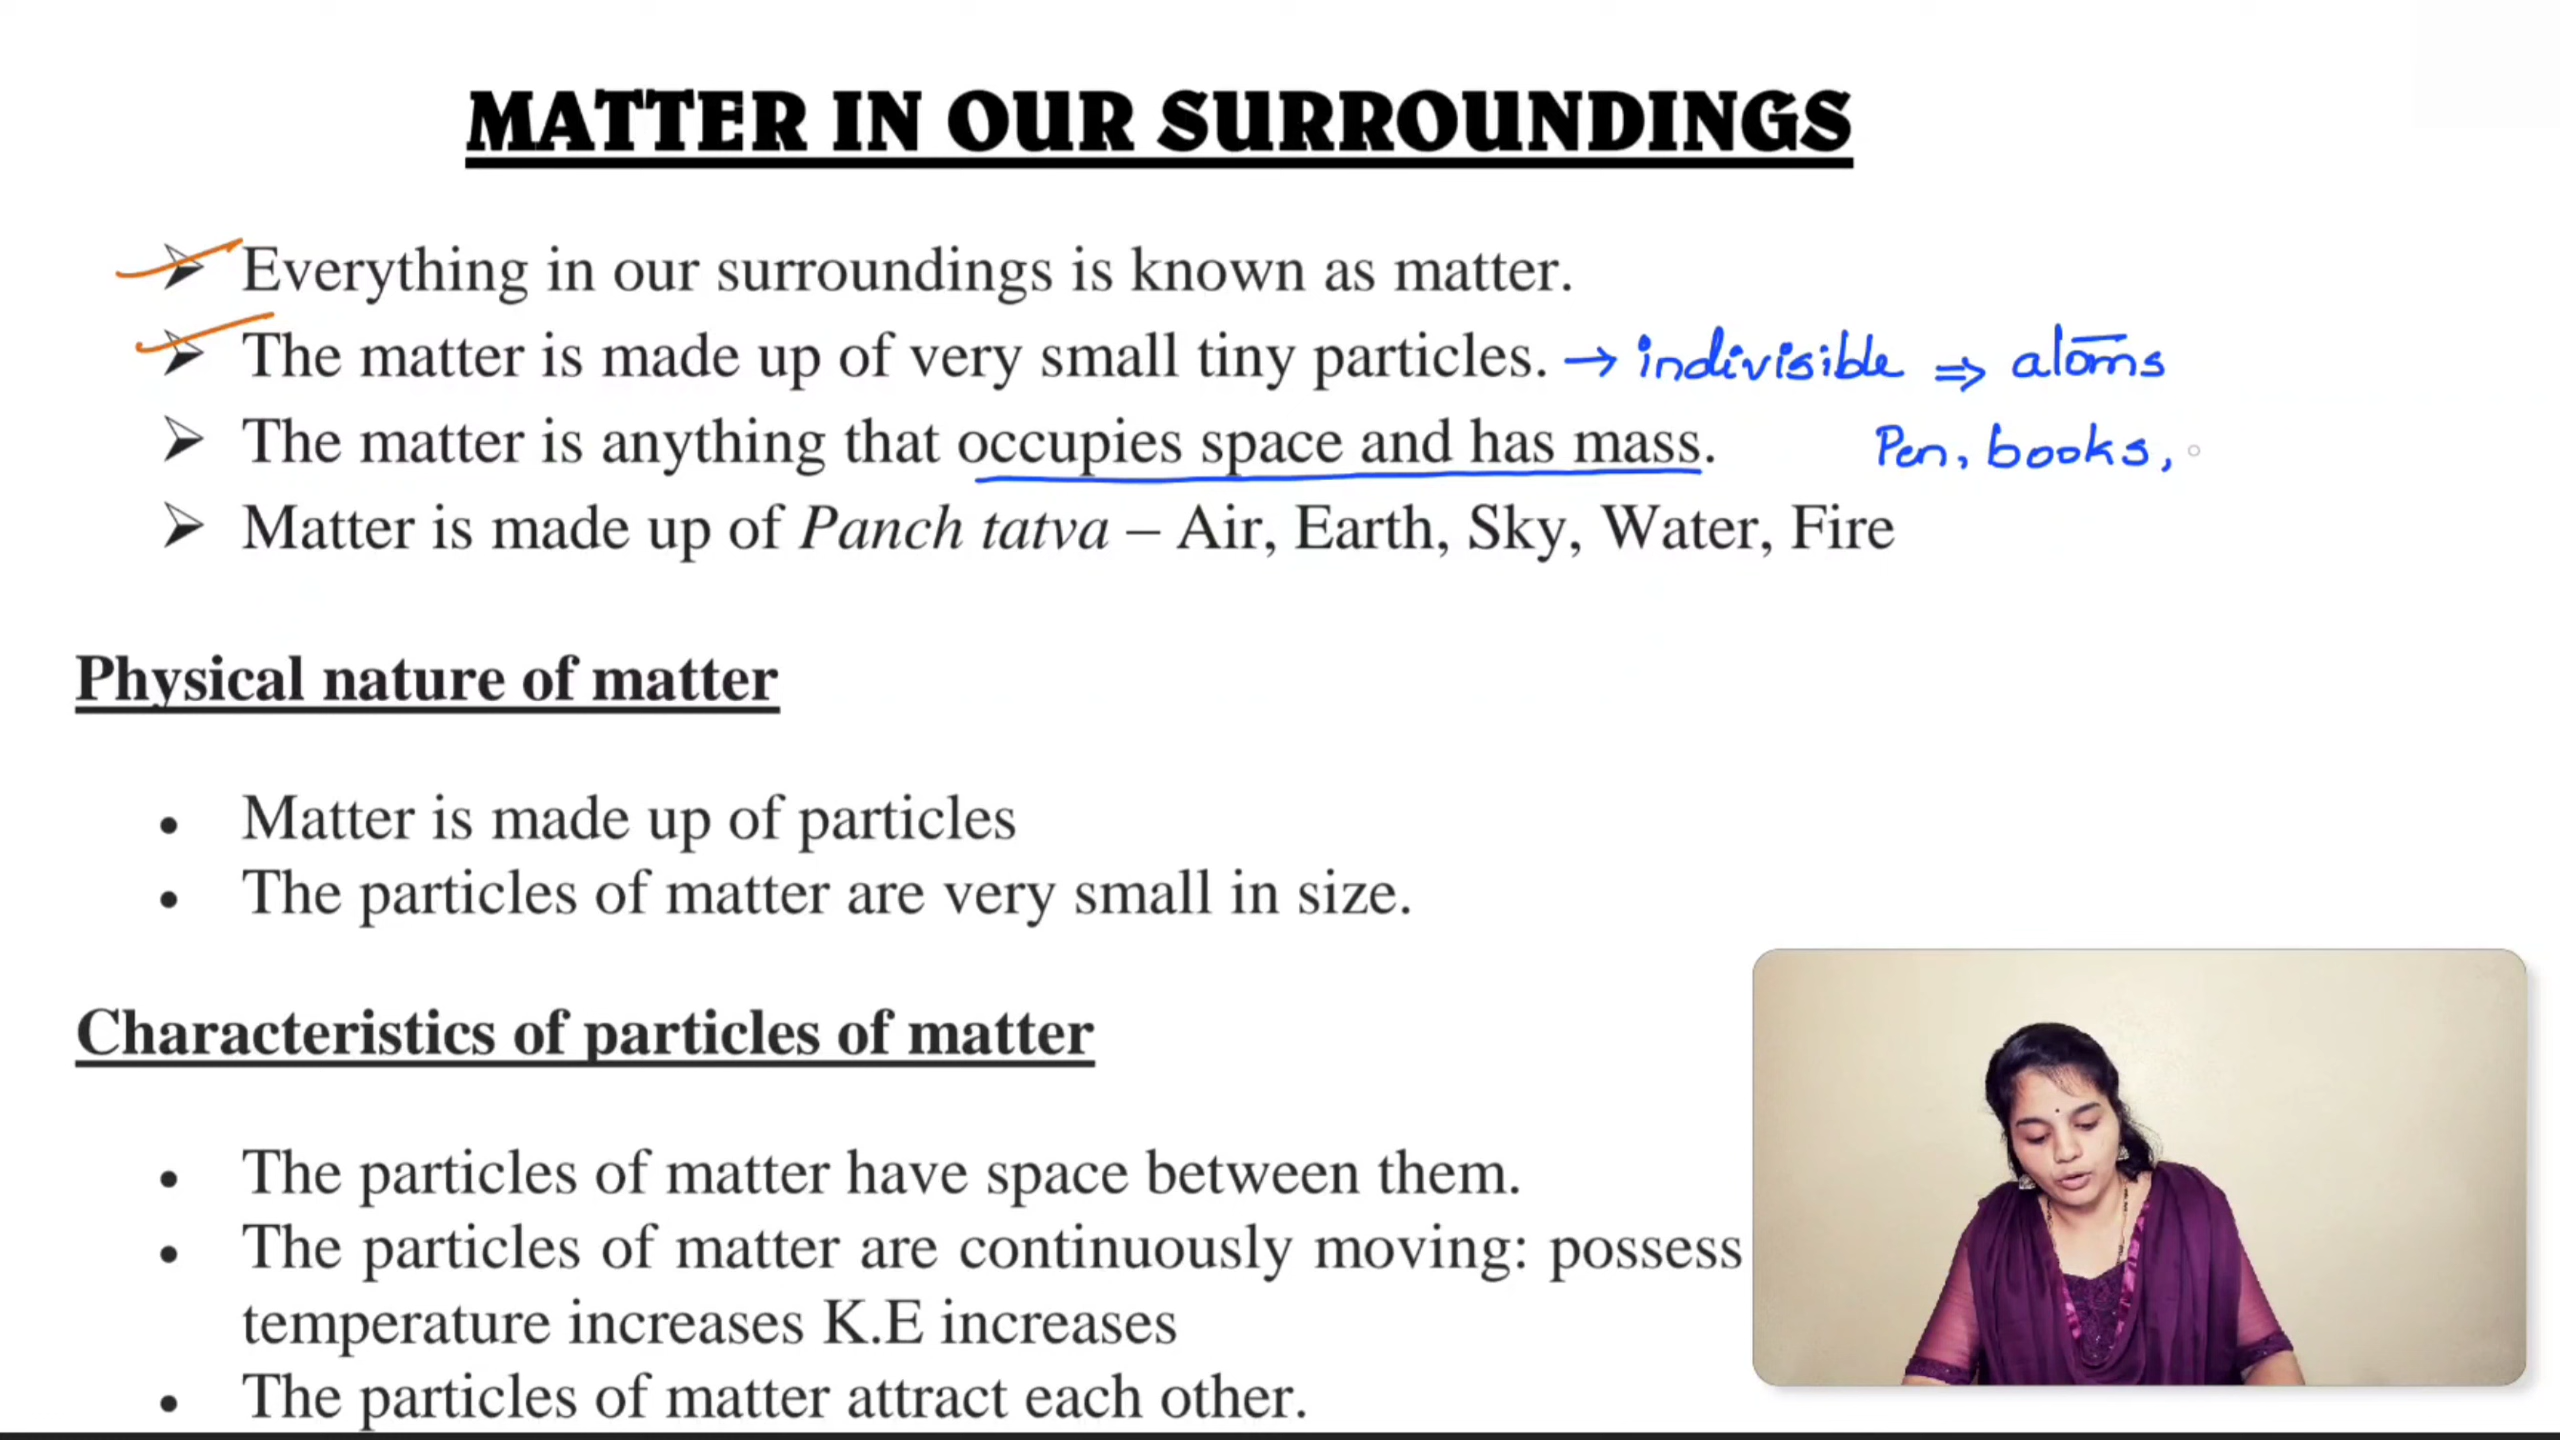 MATTER IN OUR SURROUNDINGS
➤ Everything in our surroundings is known as matter.
➤ The matter is made up of very small tiny particles. → indivisible ⇒ atoms
➤ The matter is anything that occupies space and has mass. Pen, books,
➤ Matter is made up of Panch tatva – Air, Earth, Sky, Water, Fire
Physical nature of matter
• Matter is made up of particles
• The particles of matter are very small in size.
Characteristics of particles of matter
• The particles of matter have space between them.
• The particles of matter are continuously moving: possess
temperature increases K.E increases
• The particles of matter attract each other.